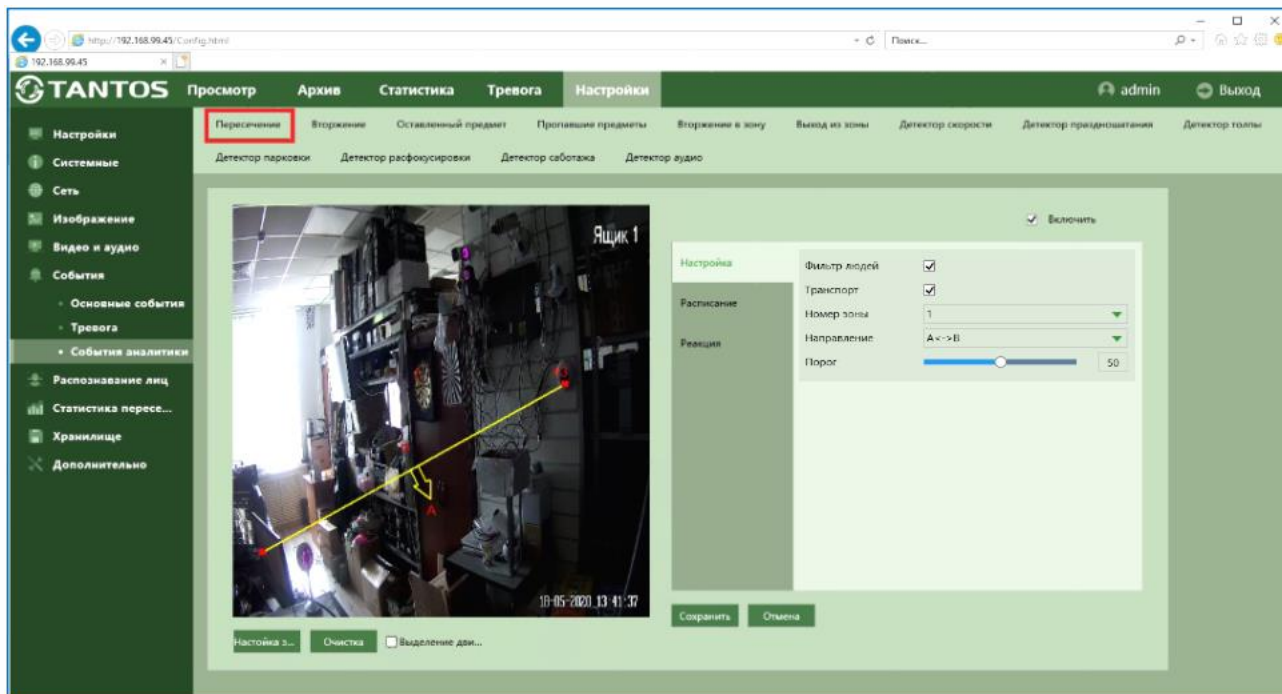 http://192.168.99.45/Config.html
Поиск...
192.168.99.45
TANTOS Просмотр Архив Статистика Тревога Настройки admin Выход
Пересечение Вторжение Оставленный предмет Пропавшие предметы Вторжение в зону Выход из зоны Детектор скорости Детектор праздношатания Детектор толпы
Детектор парковки Детектор расфокусировки Детектор саботажа Детектор аудио
Настройки
Системные
Сеть
Изображение
Видео и аудио
События
Основные события
Тревога
События аналитики
Распознавание лиц
Статистика пересе...
Хранилище
Дополнительно
Ящик 1
A
18-05-2020 13:41:37
Настойка з...
Очистка
Выделение дви...
Включить
Настройка
Расписание
Реакция
Фильтр людей
Транспорт
Номер зоны 1
Направление A<->B
Порог 50
Сохранить
Отмена